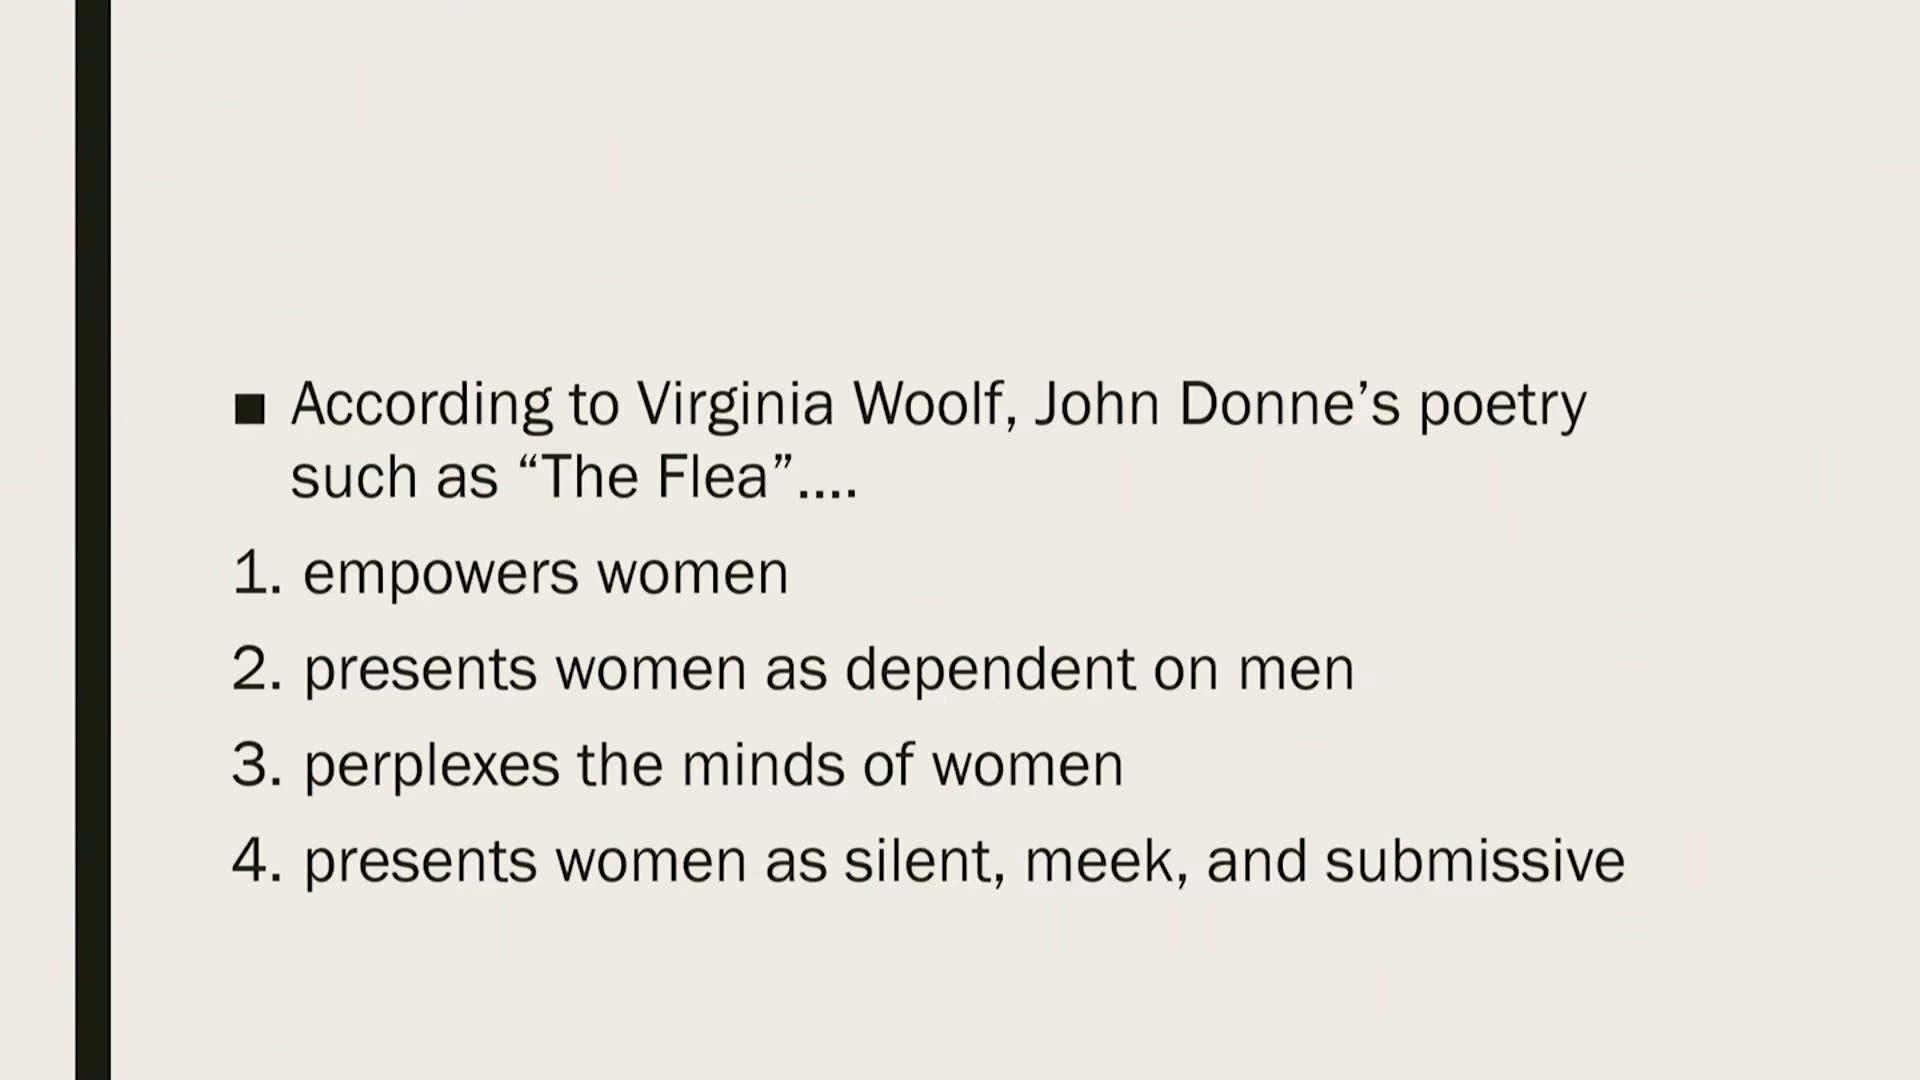 ■ According to Virginia Woolf, John Donne’s poetry
such as “The Flea”....
1. empowers women
2. presents women as dependent on men
3. perplexes the minds of women
4. presents women as silent, meek, and submissive